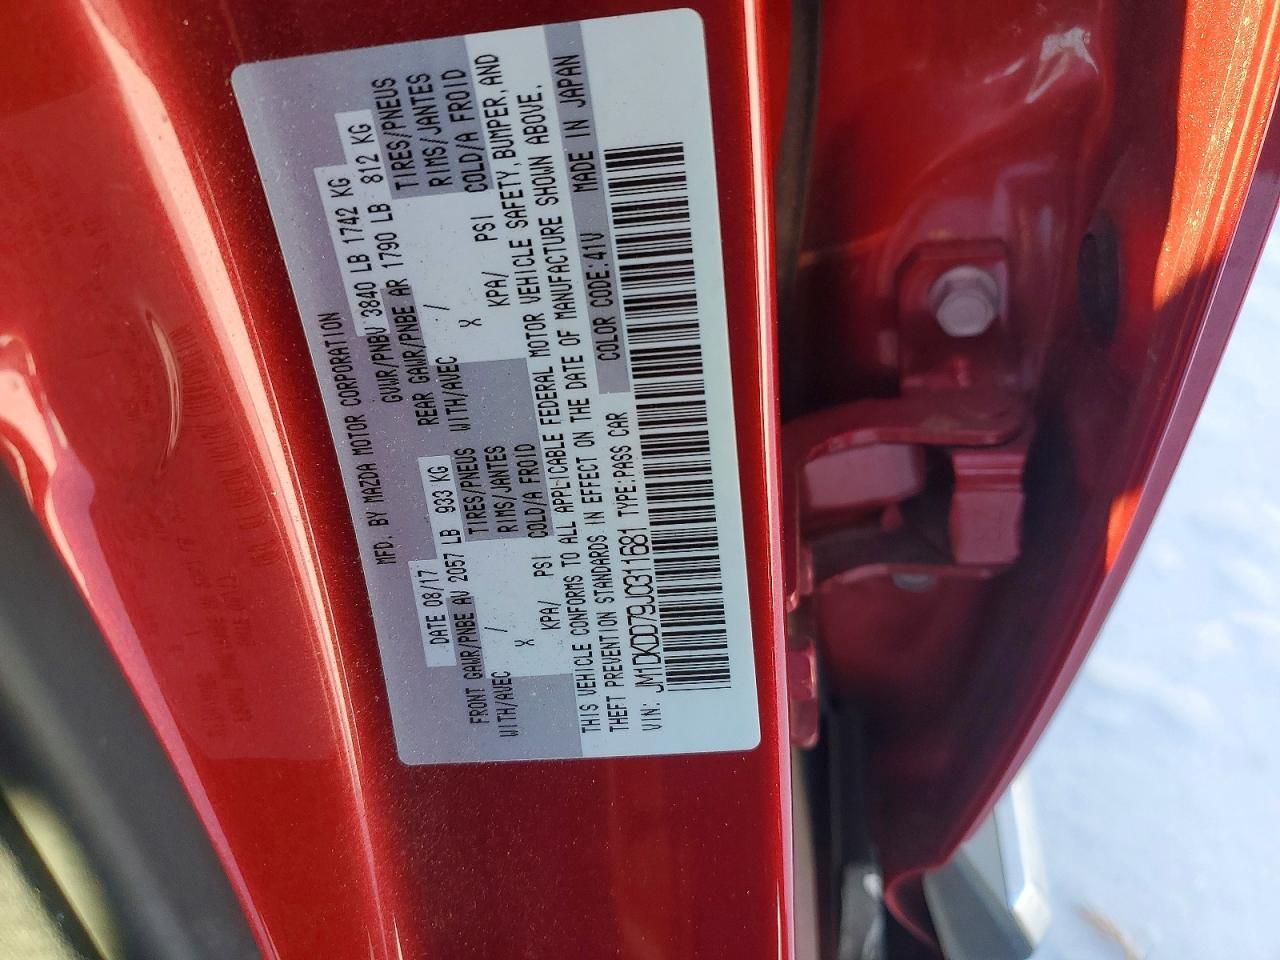 MFD. BY MAZDA MOTOR CORPORATION
DATE 08/17 GVWR/PNBV 3840 LB 1742 KG
FRONT GAWR/PNBE AV 2057 LB 933 KG REAR GAWR/PNBE AR 1790 LB 812 KG
WITH/AVEC / TIRES/PNEUS WITH/AVEC / TIRES/PNEUS
X RIMS/JANTES X RIMS/JANTES
KPA/ PSI COLD/A FROID KPA/ PSI COLD/A FROID
THIS VEHICLE CONFORMS TO ALL APPLICABLE FEDERAL MOTOR VEHICLE SAFETY, BUMPER, AND
THEFT PREVENTION STANDARDS IN EFFECT ON THE DATE OF MANUFACTURE SHOWN ABOVE.
VIN: JM1DKDD79J0311681 TYPE:PASS CAR COLOR CODE:41V MADE IN JAPAN